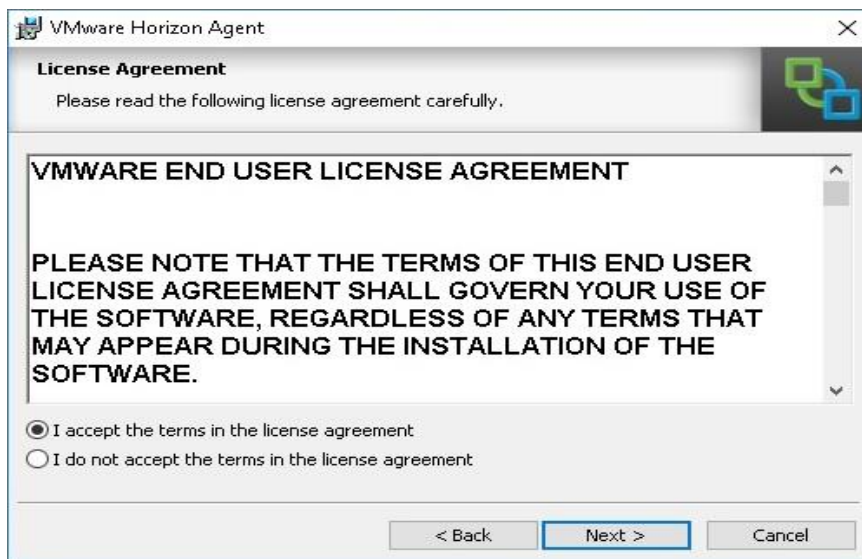 VMware Horizon Agent
License Agreement
Please read the following license agreement carefully.
VMWARE END USER LICENSE AGREEMENT
PLEASE NOTE THAT THE TERMS OF THIS END USER
LICENSE AGREEMENT SHALL GOVERN YOUR USE OF
THE SOFTWARE, REGARDLESS OF ANY TERMS THAT
MAY APPEAR DURING THE INSTALLATION OF THE
SOFTWARE.
I accept the terms in the license agreement
I do not accept the terms in the license agreement
< Back Next > Cancel